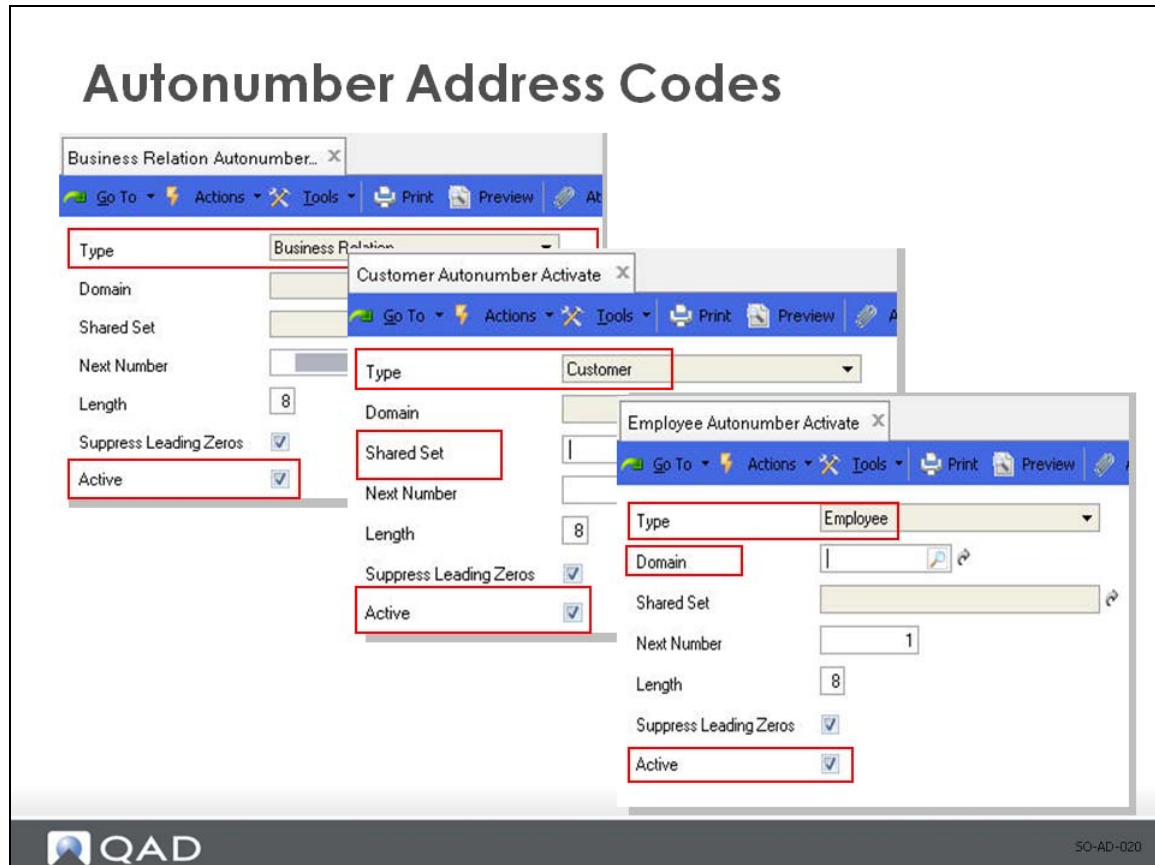 Autonumber Address Codes
Business Relation Autonumber...
Go To Actions Tools Print Preview At
Type Business Relation
Domain
Shared Set
Next Number
Length 8
Suppress Leading Zeros
Active
Customer Autonumber Activate
Go To Actions Tools Print Preview A
Type Customer
Domain
Shared Set
Next Number
Length 8
Suppress Leading Zeros
Active
Employee Autonumber Activate
Go To Actions Tools Print Preview
Type Employee
Domain
Shared Set
Next Number 1
Length 8
Suppress Leading Zeros
Active
QAD
SO-AD-020